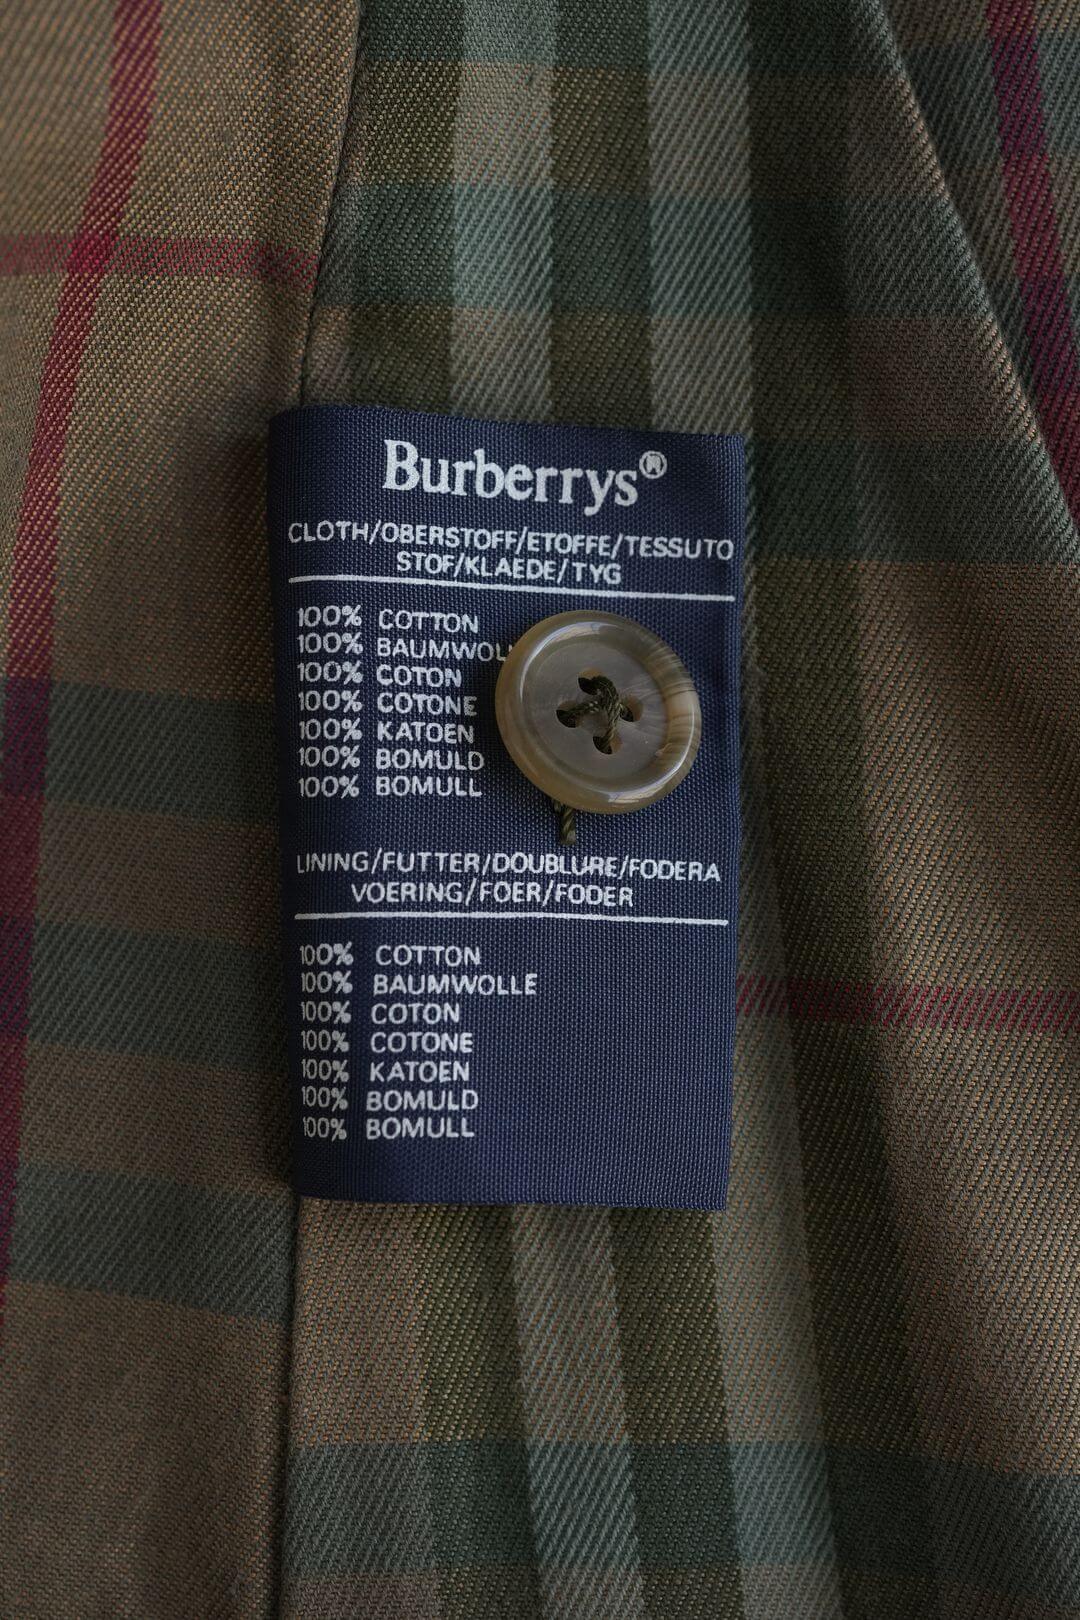 Burberrys®
CLOTH/OBERSTOFF/ETOFFE/TESSUTO
STOF/KLAEDE/TYG
100% COTTON
100% BAUMWOL
100% COTON
100% COTONE
100% KATOEN
100% BOMULD
100% BOMULL
LINING/FUTTER/DOUBLURE/FODERA
VOERING/FOER/FODER
100% COTTON
100% BAUMWOLLE
100% COTON
100% COTONE
100% KATOEN
100% BOMULD
100% BOMULL